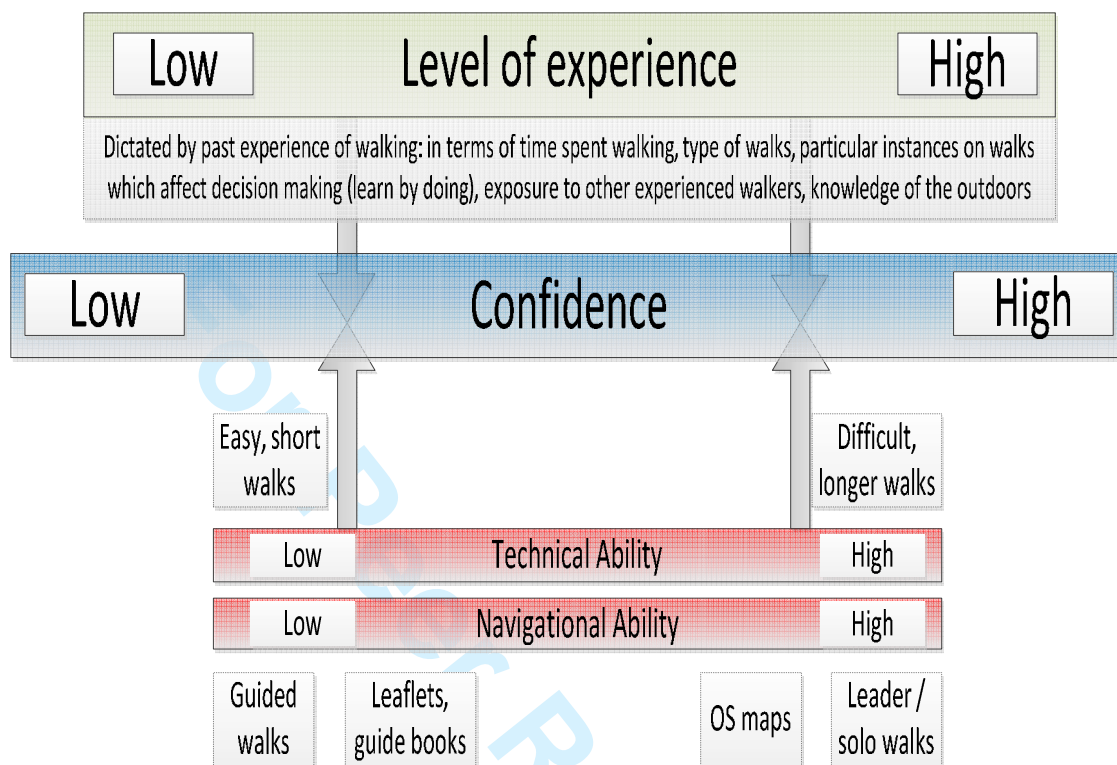 Low Level of experience High
Dictated by past experience of walking: in terms of time spent walking, type of walks, particular instances on walks
which affect decision making (learn by doing), exposure to other experienced walkers, knowledge of the outdoors
Low Confidence High
Easy, short
walks
Difficult,
longer walks
Low Technical Ability High
Low Navigational Ability High
Guided
walks
Leaflets,
guide books
OS maps
Leader /
solo walks
For Peer R